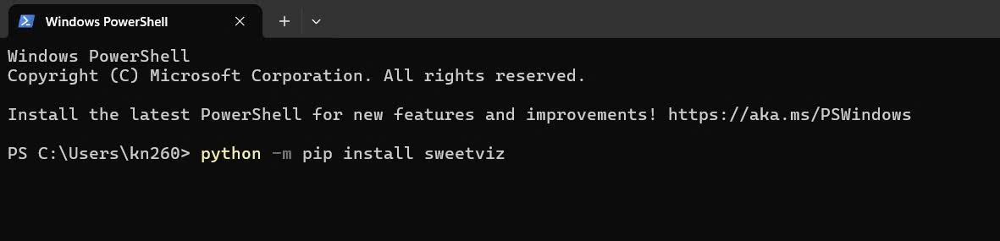 Windows PowerShell
Windows PowerShell
Copyright (C) Microsoft Corporation. All rights reserved.
Install the latest PowerShell for new features and improvements! https://aka.ms/PSWindows
PS C:\Users\kn260> python -m pip install sweetviz